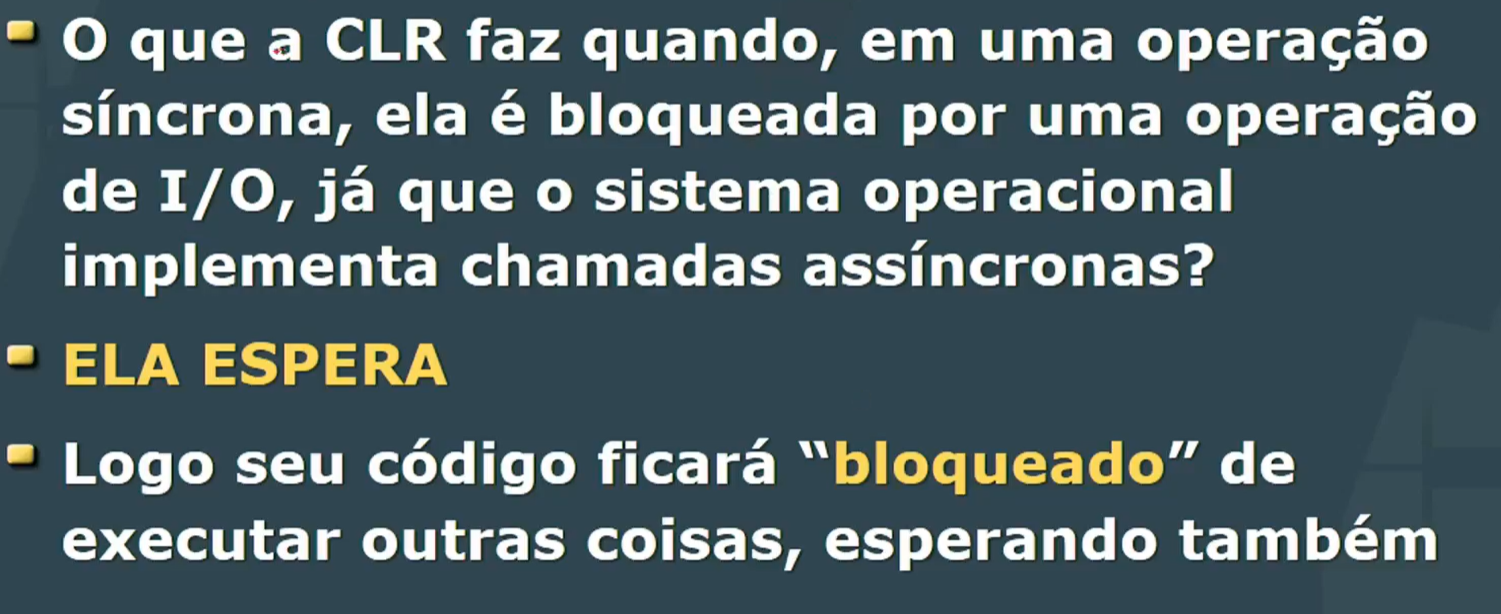 O que a CLR faz quando, em uma operação
síncrona, ela é bloqueada por uma operação
de I/O, já que o sistema operacional
implementa chamadas assíncronas?
ELA ESPERA
Logo seu código ficará “bloqueado” de
executar outras coisas, esperando também